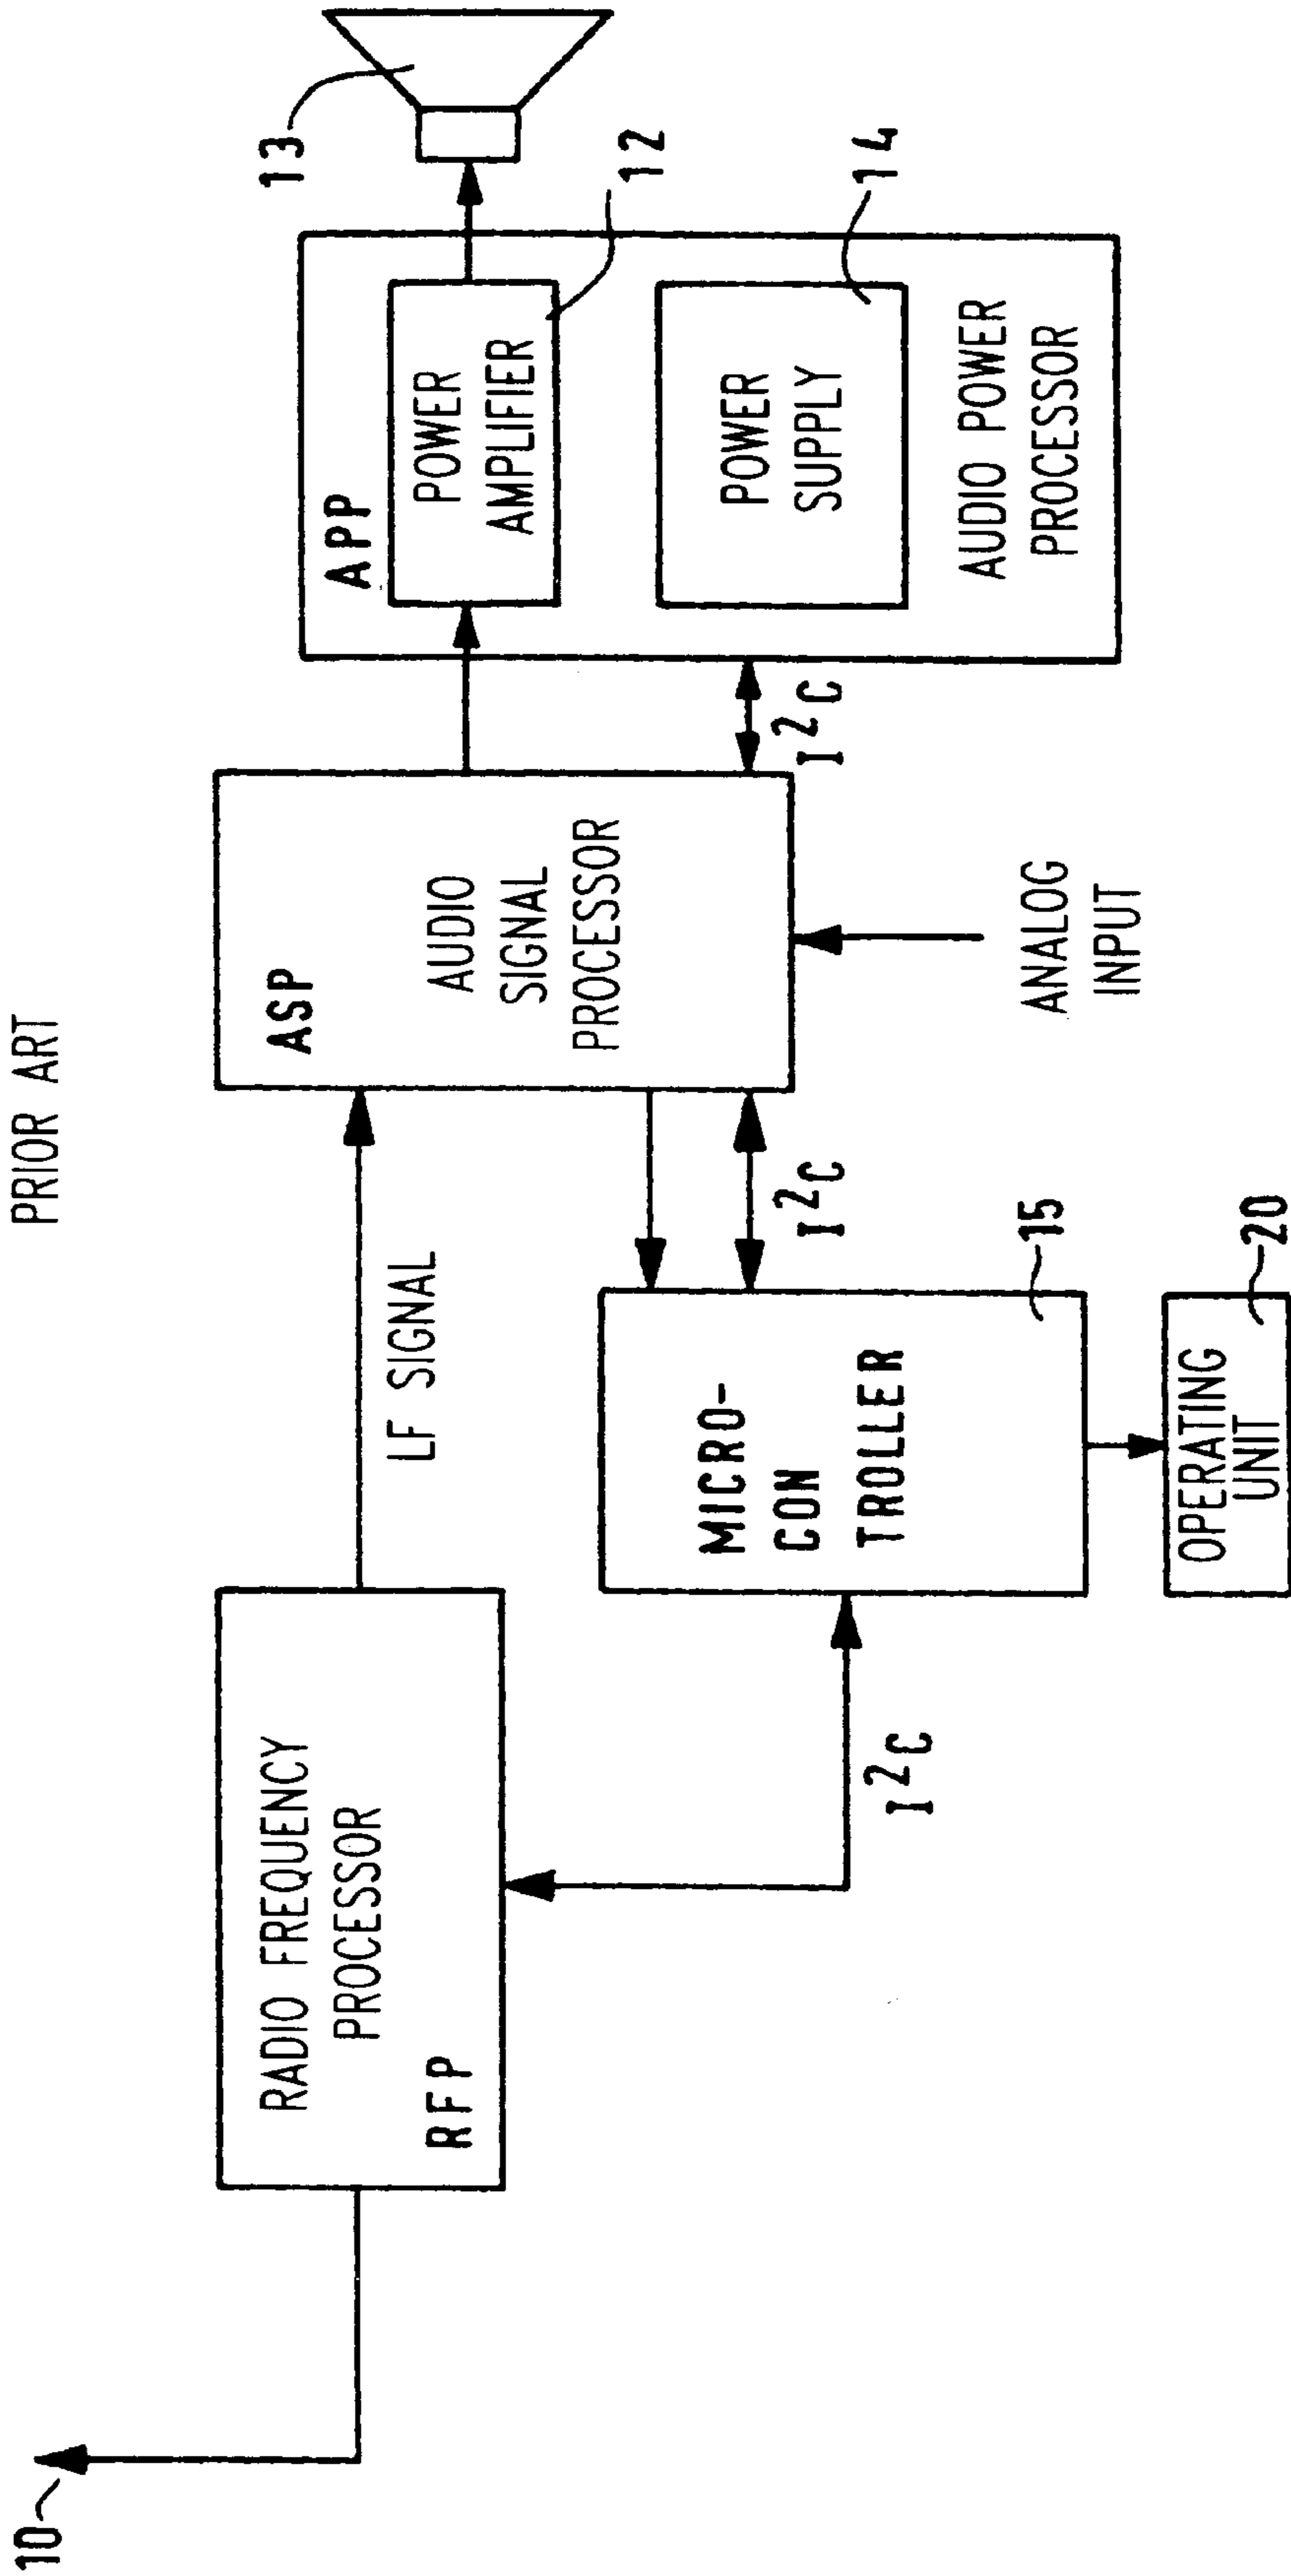 PRIOR ART
10
RADIO FREQUENCY
PROCESSOR
RFP
LF SIGNAL
I²C
MICRO-
CON
TROLLER
15
OPERATING
UNIT
20
I²C
ASP
AUDIO
SIGNAL
PROCESSOR
ANALOG
INPUT
I²C
APP
POWER
AMPLIFIER
12
POWER
SUPPLY
14
AUDIO POWER
PROCESSOR
13